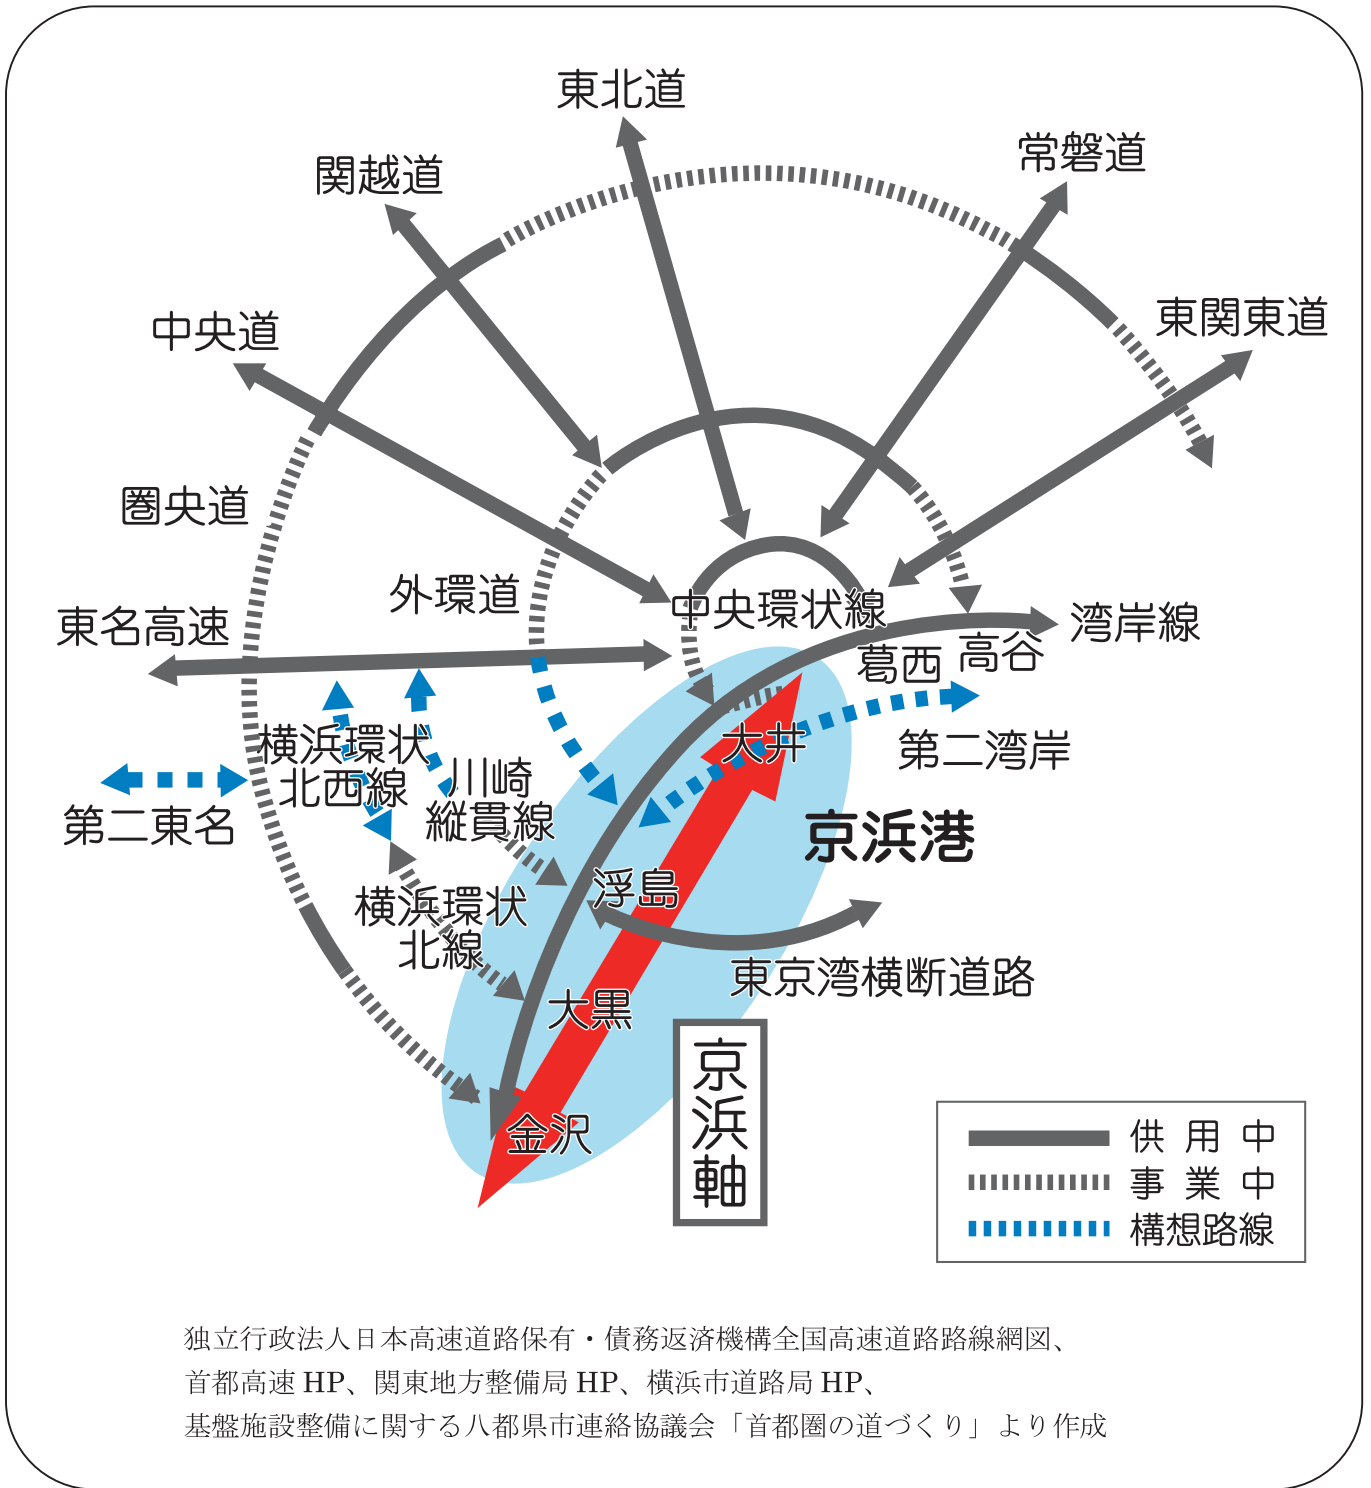 東北道
常磐道
関越道
東関東道
中央道
圏央道
外環道
中央環状線
東名高速
湾岸線
葛西
高谷
大井
横浜環状
北西線
第二湾岸
川崎
縦貫線
第二東名
京浜港
浮島
横浜環状
北線
東京湾横断道路
大黒
京浜軸
金沢
供用中
事業中
構想路線
独立行政法人日本高速道路保有・債務返済機構全国高速道路路線網図、
首都高速 HP、関東地方整備局 HP、横浜市道路局 HP、
基盤施設整備に関する八都県市連絡協議会「首都圏の道づくり」より作成